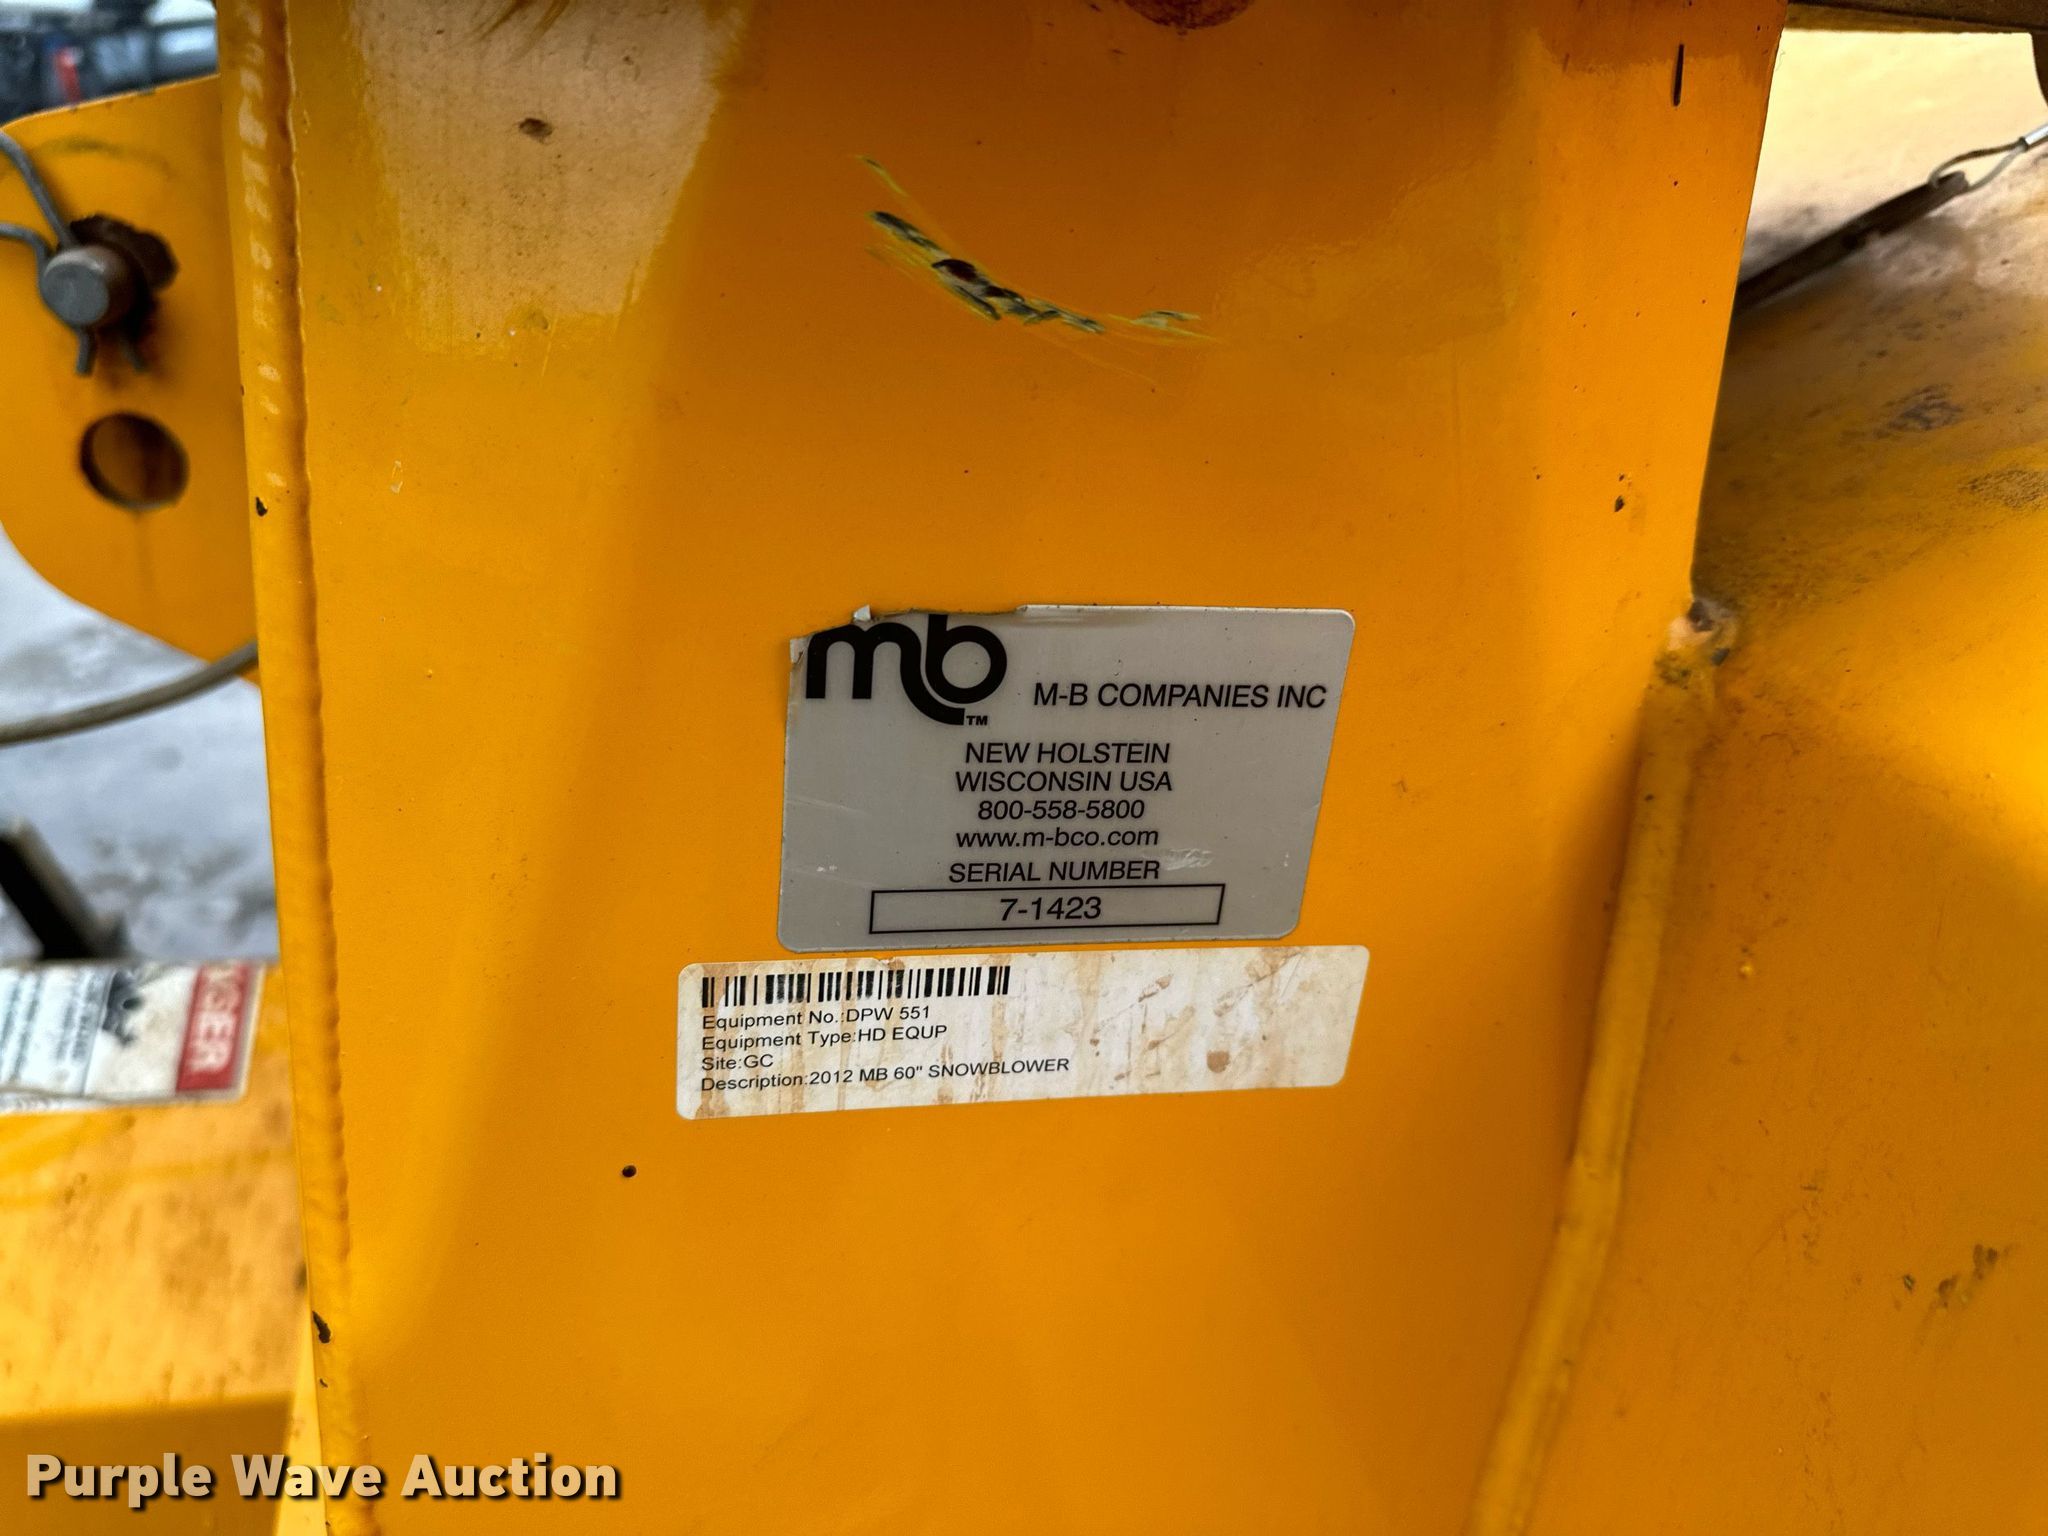 mb
TM
M-B COMPANIES INC
NEW HOLSTEIN
WISCONSIN USA
800-558-5800
www.m-bco.com
SERIAL NUMBER
7-1423
Equipment No.:DPW 551
Equipment Type:HD EQUP
Site:GC
Description:2012 MB 60" SNOWBLOWER
Purple Wave Auction